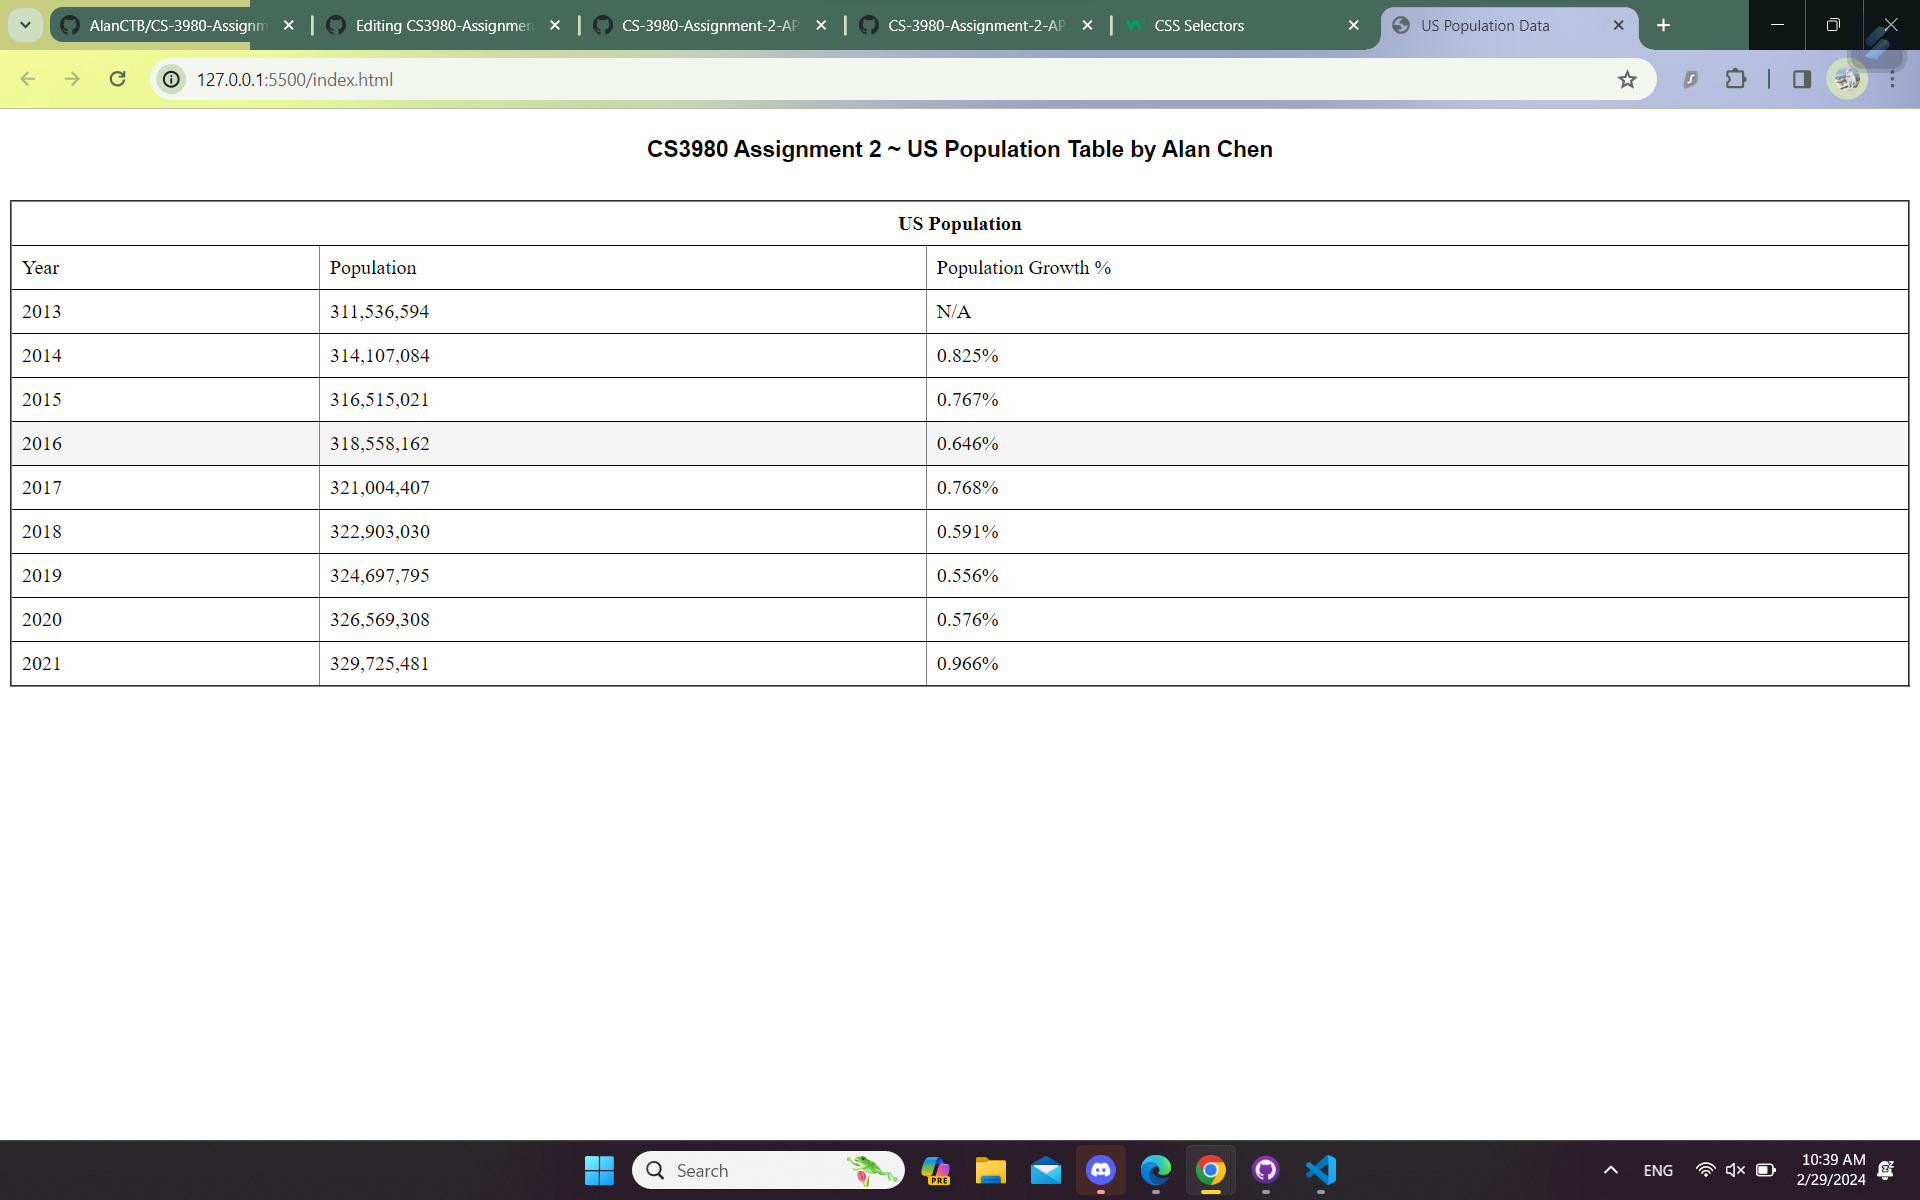 AlanCTB/CS-3980-Assignm
Editing CS3980-Assignmen
CS-3980-Assignment-2-AP
CS-3980-Assignment-2-AP
CSS Selectors
US Population Data
127.0.0.1:5500/index.html
CS3980 Assignment 2 ~ US Population Table by Alan Chen
US Population
Year Population Population Growth %
2013 311,536,594 N/A
2014 314,107,084 0.825%
2015 316,515,021 0.767%
2016 318,558,162 0.646%
2017 321,004,407 0.768%
2018 322,903,030 0.591%
2019 324,697,795 0.556%
2020 326,569,308 0.576%
2021 329,725,481 0.966%
Search
PRE
ENG
10:39 AM
2/29/2024